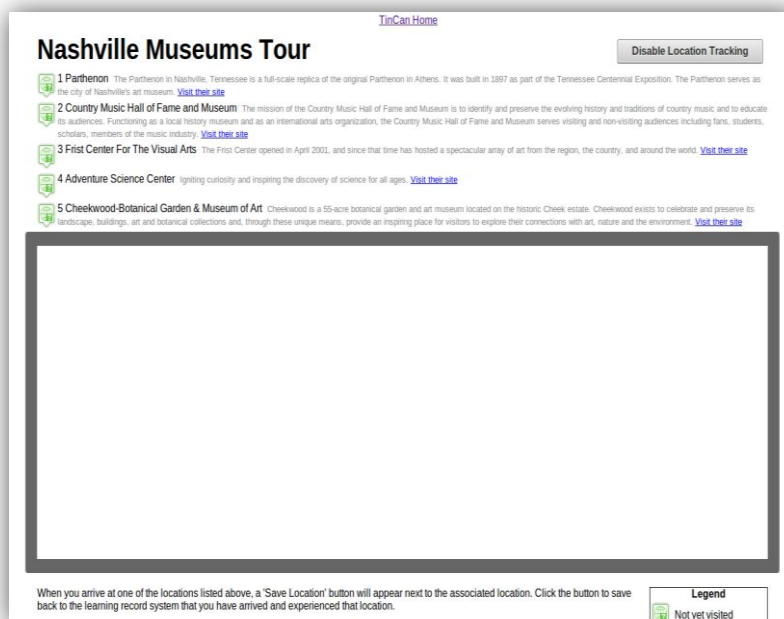 TinCan Home
Nashville Museums Tour
Disable Location Tracking
1 Parthenon The Parthenon in Nashville, Tennessee is a full-scale replica of the original Parthenon in Athens. It was built in 1897 as part of the Tennessee Centennial Exposition. The Parthenon serves as
the city of Nashville's art museum. Visit their site
2 Country Music Hall of Fame and Museum The mission of the Country Music Hall of Fame and Museum is to identify and preserve the evolving history and traditions of country music and to educate
its audiences. Functioning as a local history museum and as an international arts organization, the Country Music Hall of Fame and Museum serves visiting and non-visiting audiences including fans, students,
scholars, members of the music industry. Visit their site
3 Frist Center For The Visual Arts The Frist Center opened in April 2001, and since that time has hosted a spectacular array of art from the region, the country, and around the world. Visit their site
4 Adventure Science Center Igniting curiosity and inspiring the discovery of science for all ages. Visit their site
5 Cheekwood-Botanical Garden & Museum of Art Cheekwood is a 55-acre botanical garden and art museum located on the historic Cheek estate. Cheekwood exists to celebrate and preserve its
landscape, buildings, art and botanical collections and, through these unique means, provide an inspiring place for visitors to explore their connections with art, nature and the environment. Visit their site
When you arrive at one of the locations listed above, a 'Save Location' button will appear next to the associated location. Click the button to save
back to the learning record system that you have arrived and experienced that location.
Legend
Not yet visited